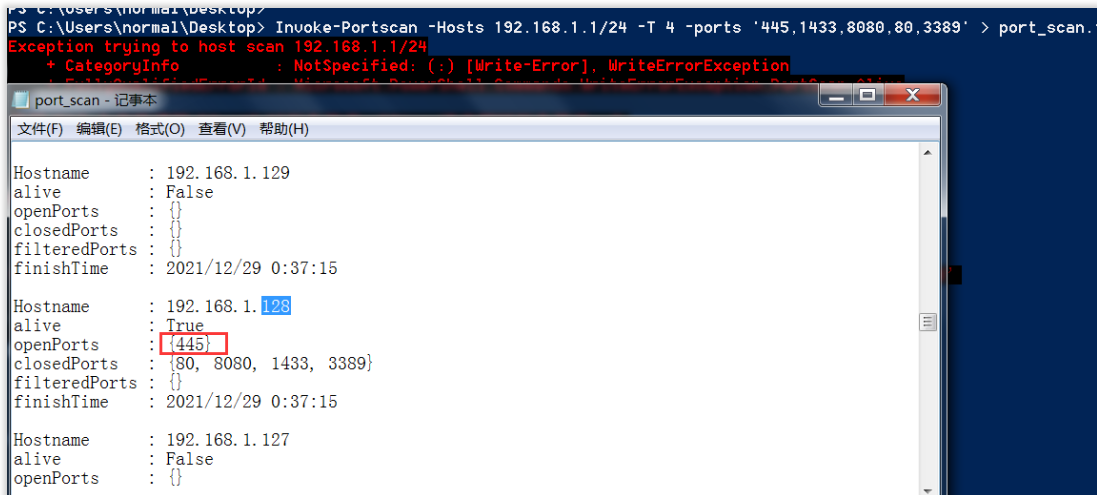 PS C:\Users\normal\Desktop>
PS C:\Users\normal\Desktop> Invoke-Portscan -Hosts 192.168.1.1/24 -T 4 -ports '445,1433,8080,80,3389' > port_scan.
Exception trying to host scan 192.168.1.1/24
+ CategoryInfo : NotSpecified: (:) [Write-Error], WriteErrorException
port_scan - 记事本
文件(F) 编辑(E) 格式(O) 查看(V) 帮助(H)
Hostname : 192.168.1.129
alive : False
openPorts : {}
closedPorts : {}
filteredPorts : {}
finishTime : 2021/12/29 0:37:15
Hostname : 192.168.1.128
alive : True
openPorts : {445}
closedPorts : {80, 8080, 1433, 3389}
filteredPorts : {}
finishTime : 2021/12/29 0:37:15
Hostname : 192.168.1.127
alive : False
openPorts : {}